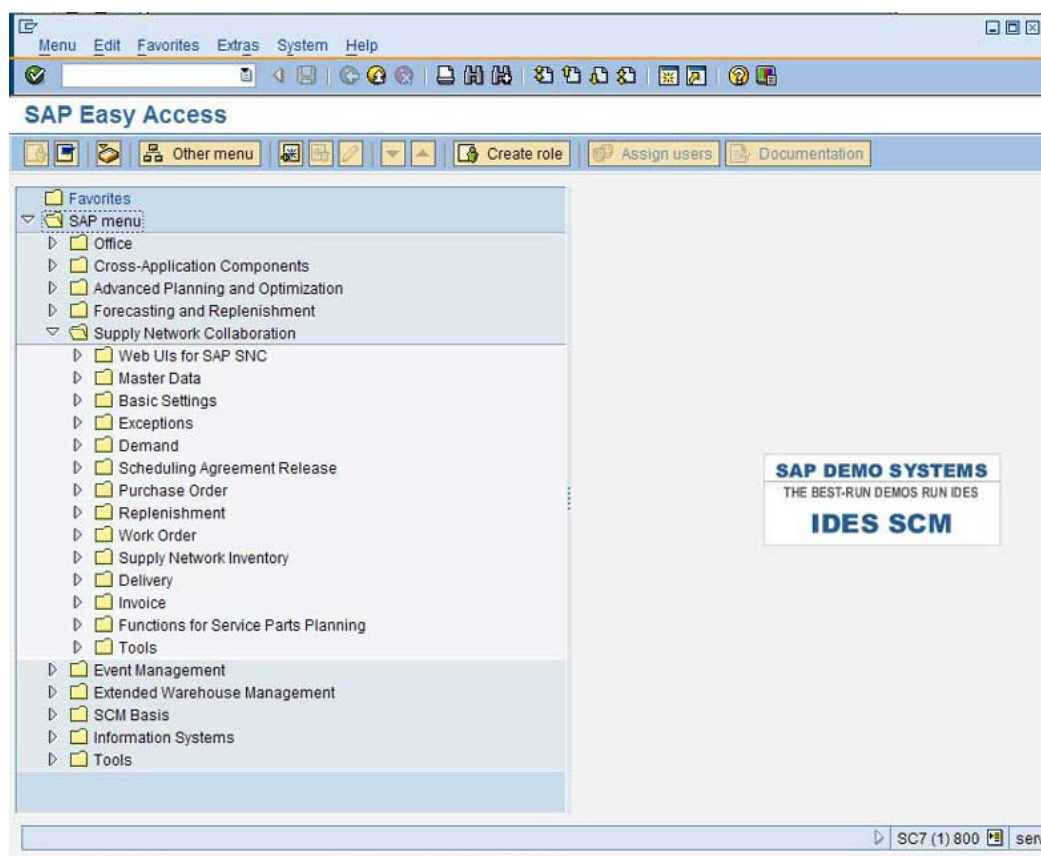 Menu Edit Favorites Extras System Help
SAP Easy Access
Other menu Create role Assign users Documentation
Favorites
SAP menu
Office
Cross-Application Components
Advanced Planning and Optimization
Forecasting and Replenishment
Supply Network Collaboration
Web UIs for SAP SNC
Master Data
Basic Settings
Exceptions
Demand
Scheduling Agreement Release
Purchase Order
Replenishment
Work Order
Supply Network Inventory
Delivery
Invoice
Functions for Service Parts Planning
Tools
Event Management
Extended Warehouse Management
SCM Basis
Information Systems
Tools
SAP DEMO SYSTEMS
THE BEST-RUN DEMOS RUN IDES
IDES SCM
SC7 (1) 800